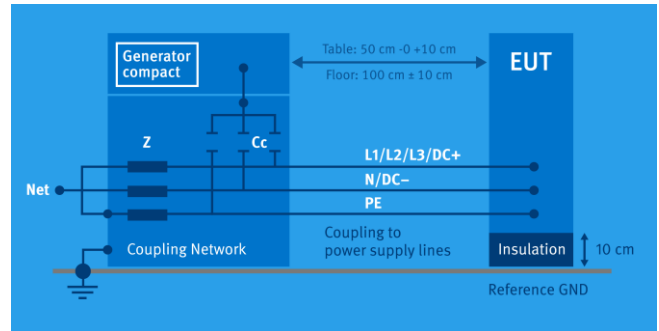 Generator
compact
Table: 50 cm -0 +10 cm
Floor: 100 cm ± 10 cm
EUT
Z
Cc
L1/L2/L3/DC+
Net
N/DC–
PE
Coupling Network
Coupling to
power supply lines
Insulation
10 cm
Reference GND